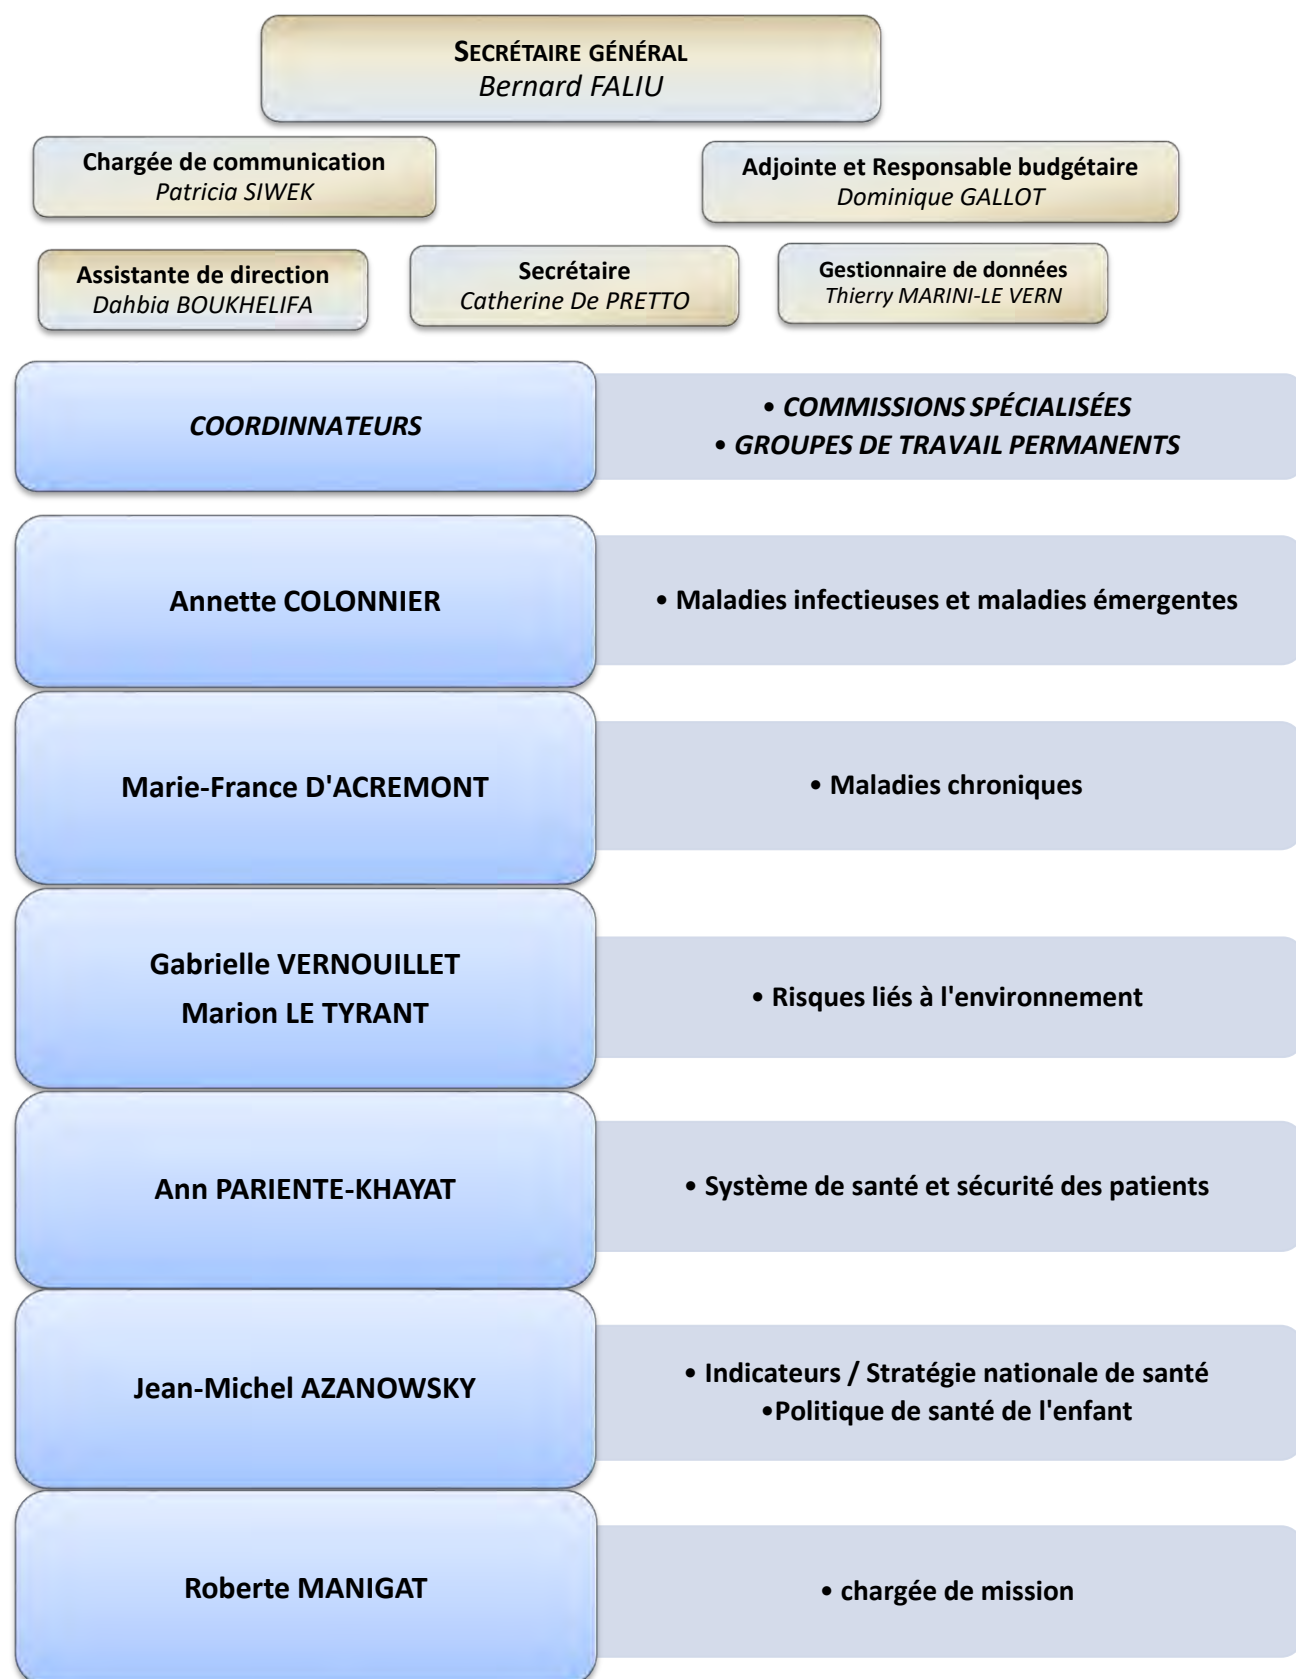 SECRÉTAIRE GÉNÉRAL
Bernard FALIU
Chargée de communication
Patricia SIWEK
Adjointe et Responsable budgétaire
Dominique GALLOT
Assistante de direction
Dahbia BOUKHELIFA
Secrétaire
Catherine De PRETTO
Gestionnaire de données
Thierry MARINI-LE VERN
COORDINNATEURS
• COMMISSIONS SPÉCIALISÉES
• GROUPES DE TRAVAIL PERMANENTS
Annette COLONNIER
• Maladies infectieuses et maladies émergentes
Marie-France D'ACREMONT
• Maladies chroniques
Gabrielle VERNOUILLET
Marion LE TYRANT
• Risques liés à l'environnement
Ann PARIENTE-KHAYAT
• Système de santé et sécurité des patients
Jean-Michel AZANOWSKY
• Indicateurs / Stratégie nationale de santé
•Politique de santé de l'enfant
Roberte MANIGAT
• chargée de mission